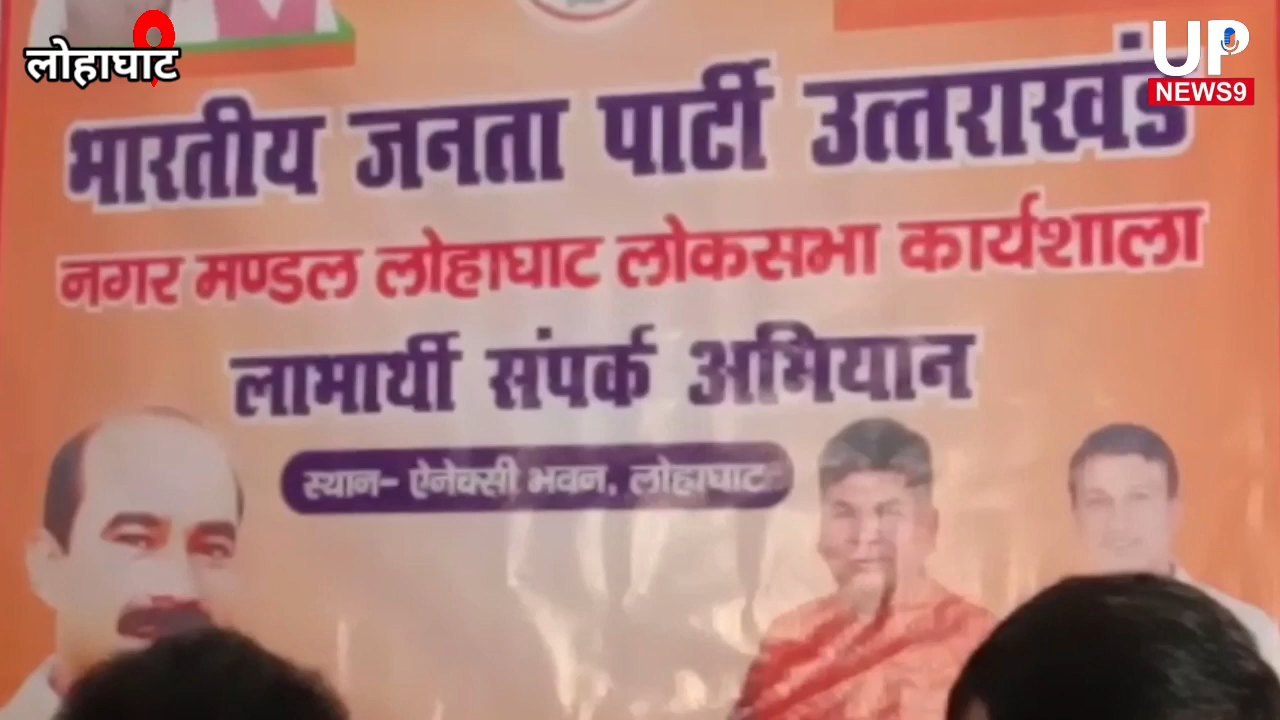 लोहाघाट
UP
NEWS9
भारतीय जनता पार्टी उत्तराखंड
नगर मण्डल लोहाघाट लोकसभा कार्यशाला
लाभार्थी संपर्क अभियान
स्थान- ऐनेक्सी भवन, लोहाघाट